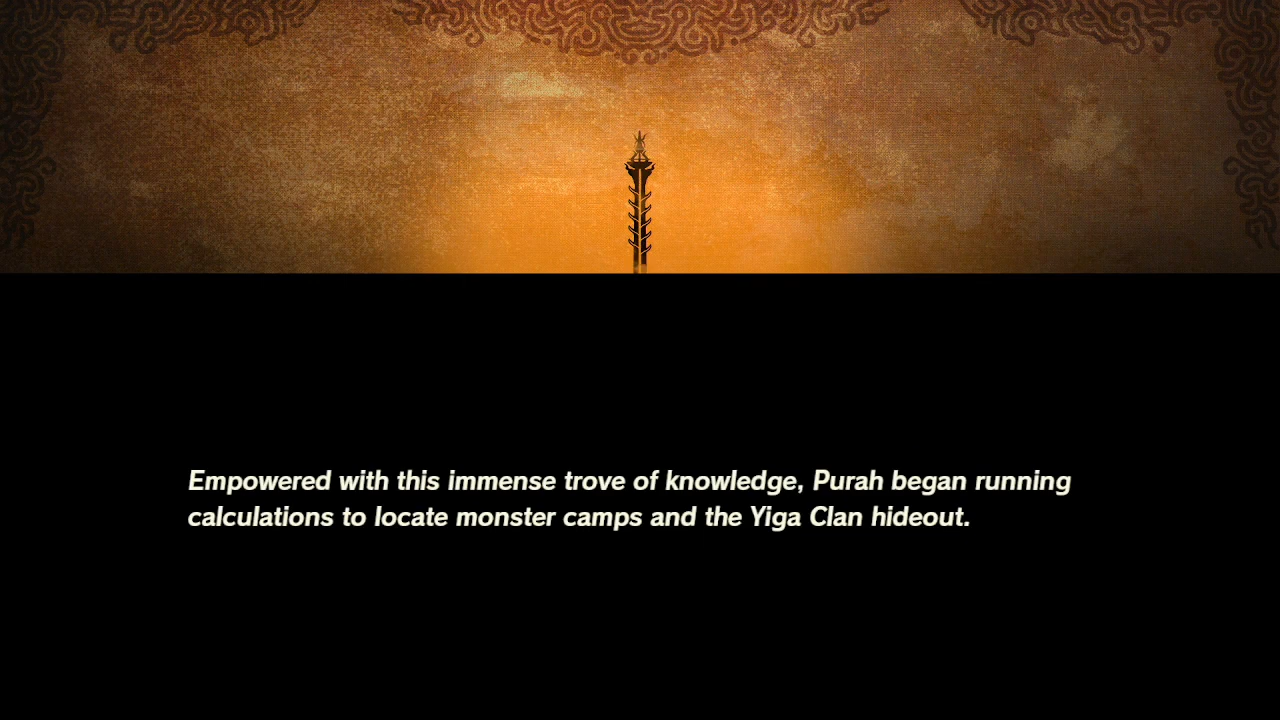 Empowered with this immense trove of knowledge, Purah began running
calculations to locate monster camps and the Yiga Clan hideout.